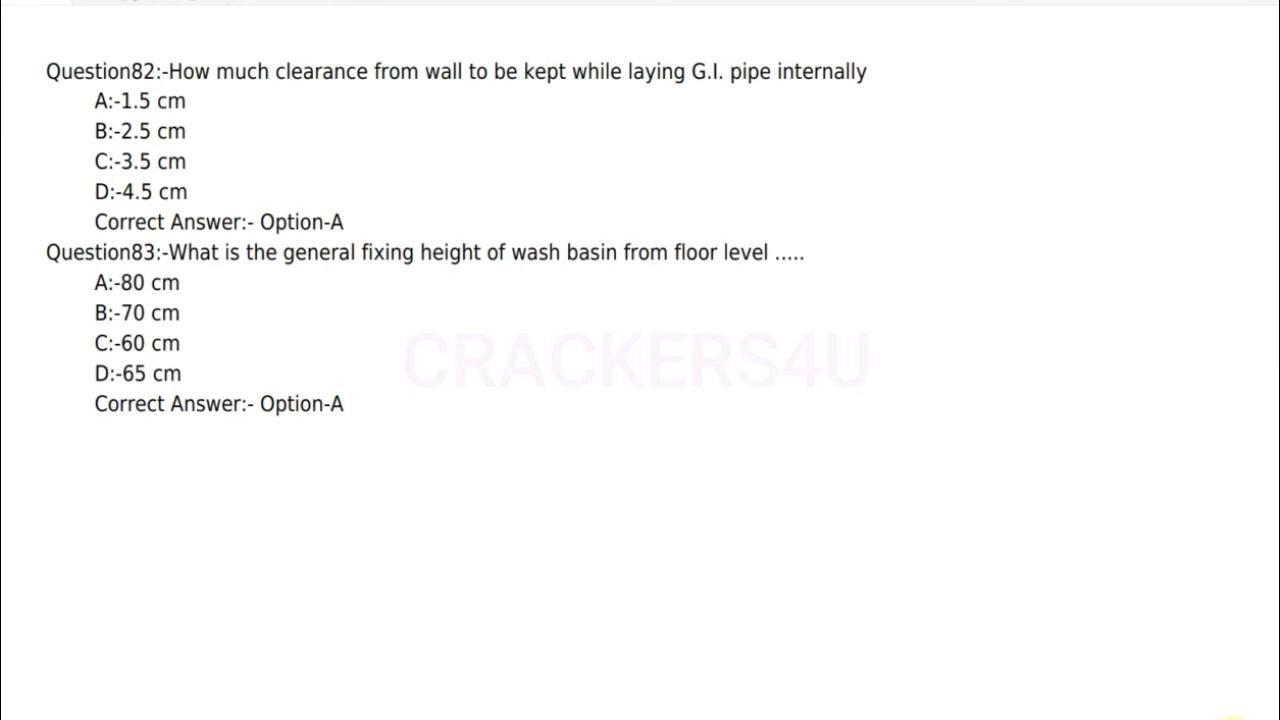 Question82:-How much clearance from wall to be kept while laying G.I. pipe internally
A:-1.5 cm
B:-2.5 cm
C:-3.5 cm
D:-4.5 cm
Correct Answer:- Option-A
Question83:-What is the general fixing height of wash basin from floor level .....
A:-80 cm
B:-70 cm
C:-60 cm
D:-65 cm
Correct Answer:- Option-A
CRACKERS4U